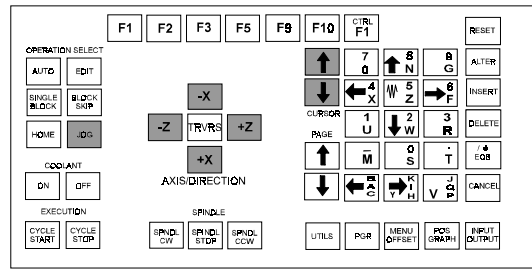 F1 F2 F3 F5 F9 F10 CTRL F1 RESET
OPERATION SELECT
AUTO EDIT
7 8 N 9 G ALTER
-X
SINGLE BLOCK BLOCK SKIP
4 X 5 Z 6 F INSERT
CURSOR
HOME JOG
-Z TRVRS +Z
1 U 2 W 3 R DELETE
PAGE
+X
- M 0 S . T / # EOB
AXIS/DIRECTION
COOLANT
ON OFF
B A C Y K I H V J Q P CANCEL
EXECUTION
SPINDLE
CYCLE START CYCLE STOP
SPNDL CW SPNDL STOP SPNDL CCW
UTILS PGR MENU OFFSET POS GRAPH INPUT OUTPUT